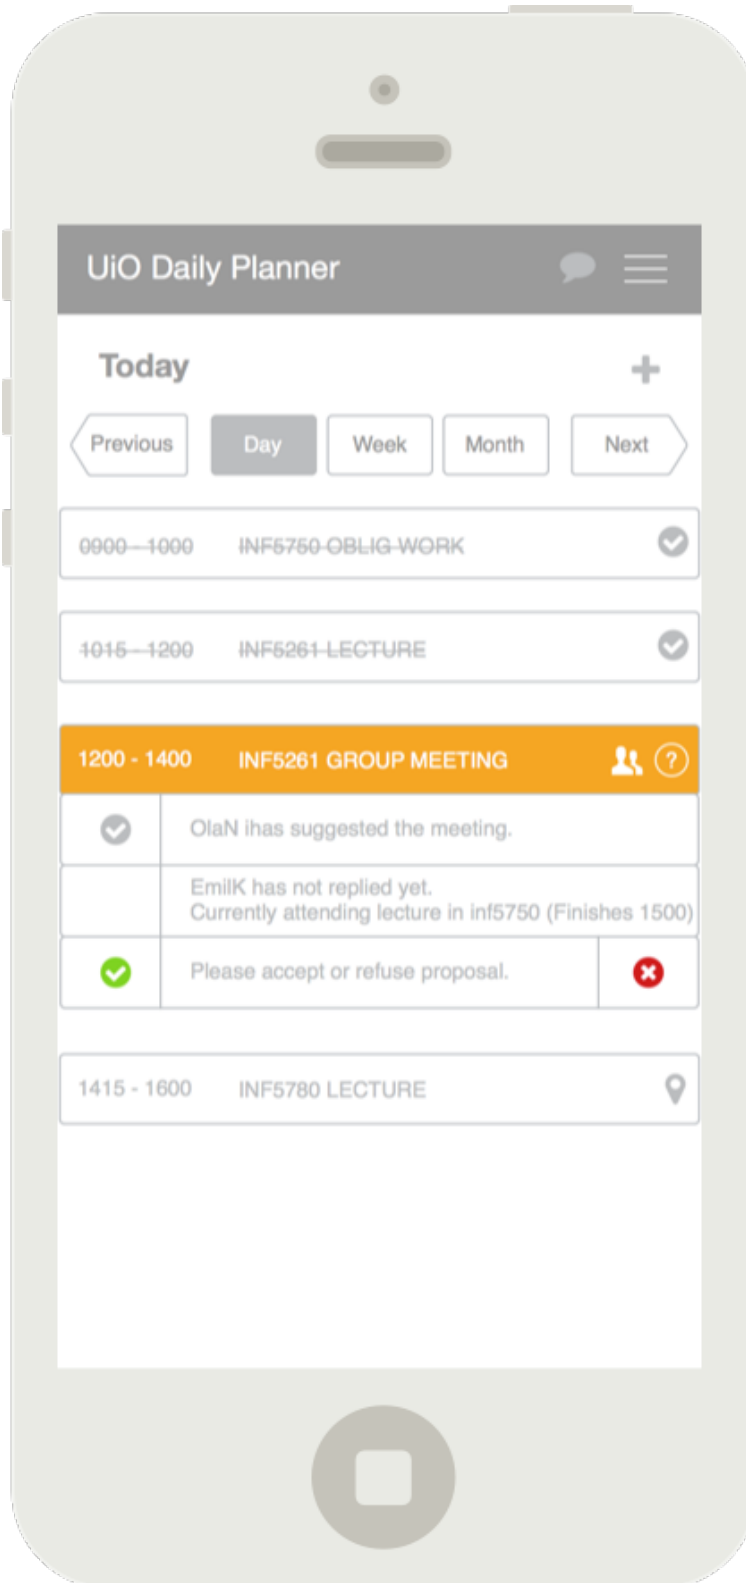 UiO Daily Planner
Today
Previous
Day
Week
Month
Next
0900 - 1000 INF5750 OBLIG WORK
1015 - 1200 INF5261 LECTURE
1200 - 1400 INF5261 GROUP MEETING ?
OlaN ihas suggested the meeting.
EmilK has not replied yet.
Currently attending lecture in inf5750 (Finishes 1500)
Please accept or refuse proposal.
1415 - 1600 INF5780 LECTURE